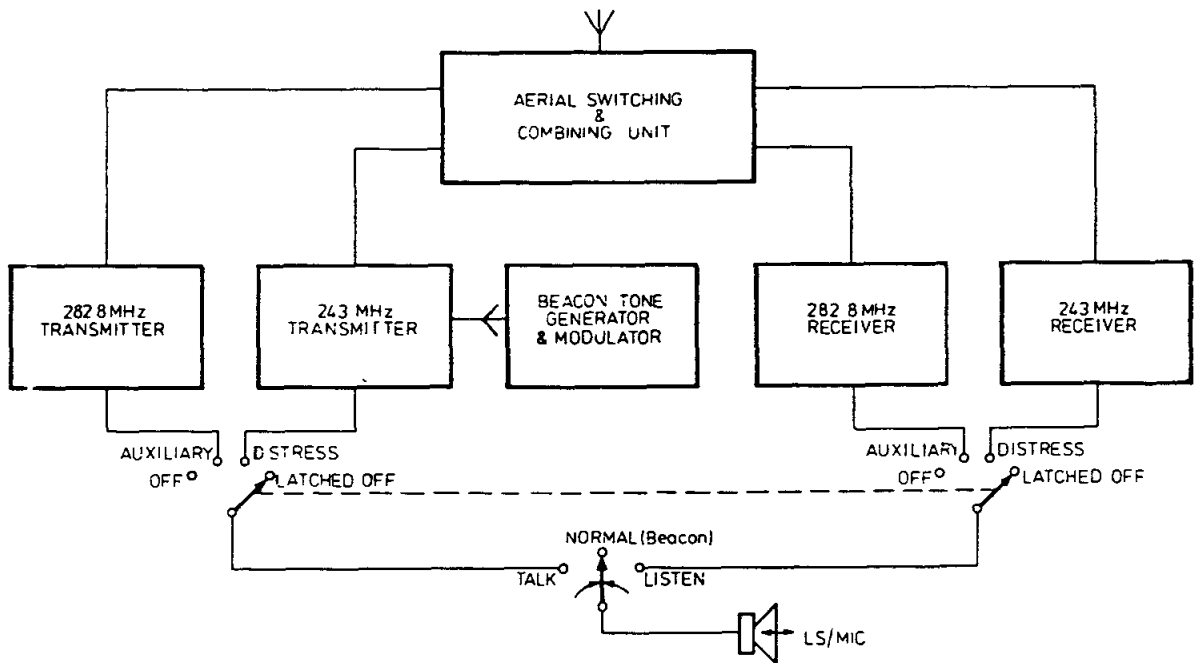 AERIAL SWITCHING
&
COMBINING UNIT
282 8 MHz
TRANSMITTER
243 MHz
TRANSMITTER
BEACON TONE
GENERATOR
& MODULATOR
282 8 MHz
RECEIVER
243 MHz
RECEIVER
AUXILIARY
DISTRESS
OFF
LATCHED OFF
AUXILIARY
DISTRESS
OFF
LATCHED OFF
NORMAL (Beacon)
TALK
LISTEN
LS/MIC